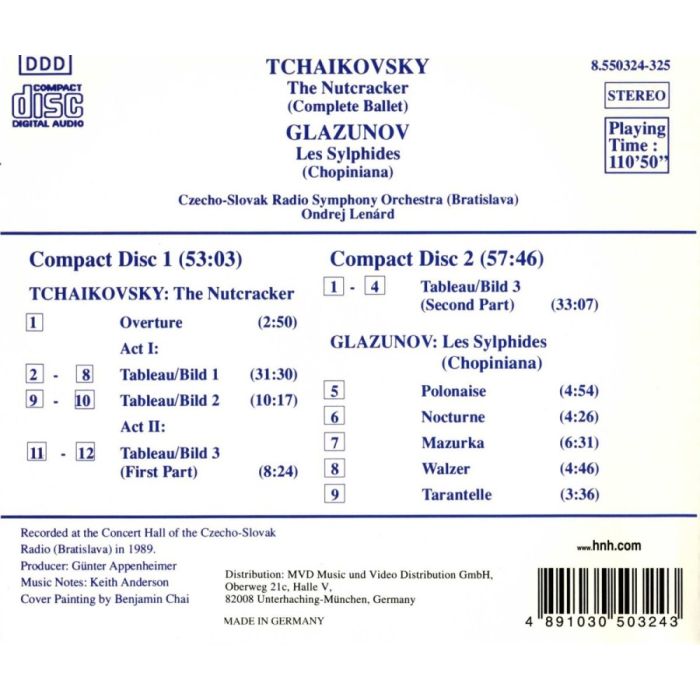 DDD
COMPACT
disc
DIGITAL AUDIO
TCHAIKOVSKY
The Nutcracker
(Complete Ballet)
GLAZUNOV
Les Sylphides
(Chopiniana)
Czecho-Slovak Radio Symphony Orchestra (Bratislava)
Ondrej Lenárd
8.550324-325
STEREO
Playing
Time :
110’50”
Compact Disc 1 (53:03)
TCHAIKOVSKY: The Nutcracker
1 Overture (2:50)
Act I:
2 - 8 Tableau/Bild 1 (31:30)
9 - 10 Tableau/Bild 2 (10:17)
Act II:
11 - 12 Tableau/Bild 3
(First Part) (8:24)
Compact Disc 2 (57:46)
1 - 4 Tableau/Bild 3
(Second Part) (33:07)
GLAZUNOV: Les Sylphides
(Chopiniana)
5 Polonaise (4:54)
6 Nocturne (4:26)
7 Mazurka (6:31)
8 Walzer (4:46)
9 Tarantelle (3:36)
Recorded at the Concert Hall of the Czecho-Slovak
Radio (Bratislava) in 1989.
Producer: Günter Appenheimer
Music Notes: Keith Anderson
Cover Painting by Benjamin Chai
Distribution: MVD Music und Video Distribution GmbH,
Oberweg 21c, Halle V,
82008 Unterhaching-München, Germany
MADE IN GERMANY
www.hnh.com
4 891030 503243